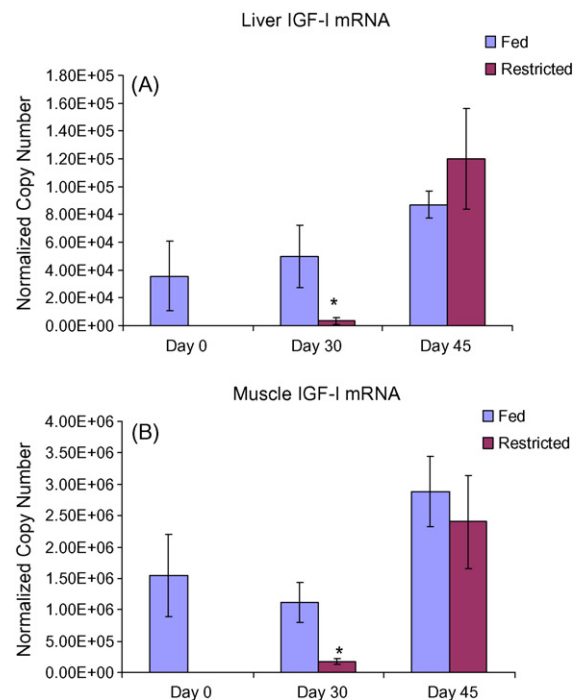 Liver IGF-I mRNA
Fed
Restricted
(A)
Normalized Copy Number
1.80E+05
1.60E+05
1.40E+05
1.20E+05
1.00E+05
8.00E+04
6.00E+04
4.00E+04
2.00E+04
0.00E+00
*
Day 0
Day 30
Day 45
Muscle IGF-I mRNA
Fed
Restricted
(B)
Normalized Copy Number
4.00E+06
3.50E+06
3.00E+06
2.50E+06
2.00E+06
1.50E+06
1.00E+06
5.00E+05
0.00E+00
*
Day 0
Day 30
Day 45